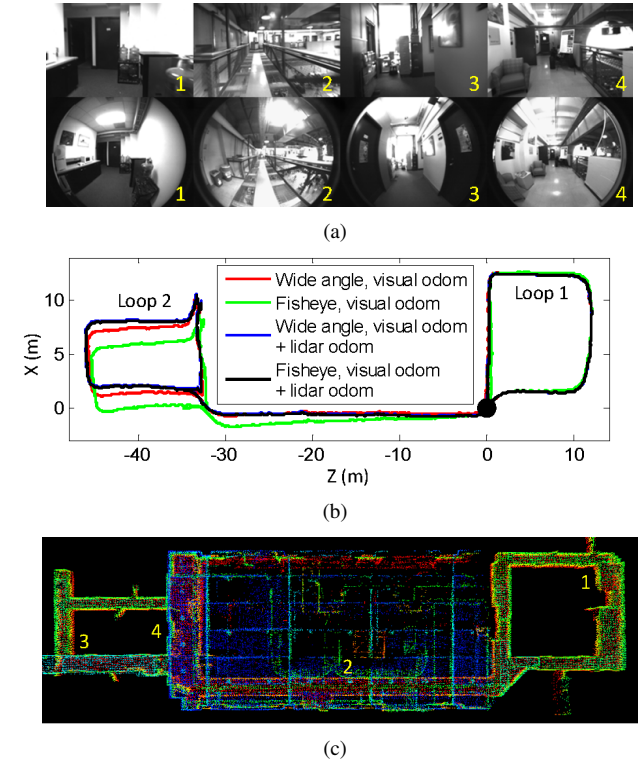 1 2 3 4
1 2 3 4
(a)
Loop 2
Loop 1
Wide angle, visual odom
Fisheye, visual odom
Wide angle, visual odom
+ lidar odom
Fisheye, visual odom
+ lidar odom
X (m)
10
5
0
-40 -30 -20 -10 0 10
Z (m)
(b)
1
3 4
2
(c)